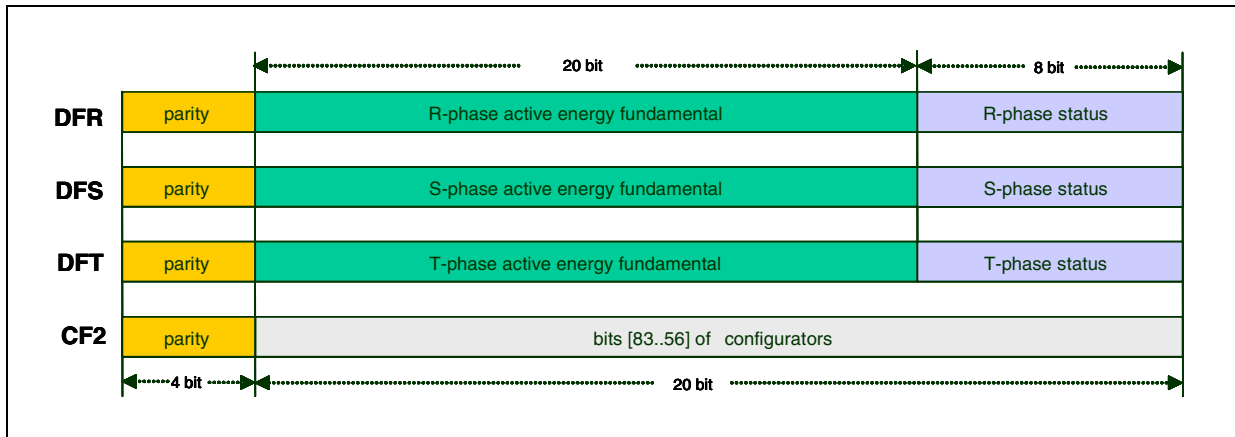 20 bit 8 bit
DFR parity R-phase active energy fundamental R-phase status
DFS parity S-phase active energy fundamental S-phase status
DFT parity T-phase active energy fundamental T-phase status
CF2 parity bits [83..56] of configurators
4 bit 20 bit